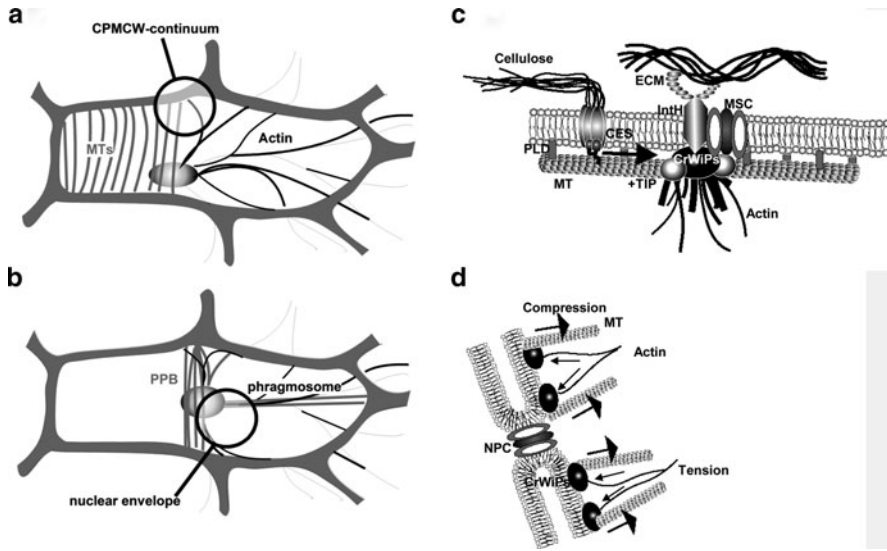 a
CPMCW-continuum
Actin
MTs
b
PPB
phragmosome
nuclear envelope
c
Cellulose
ECM
IntH
MSC
CES
PLD
CrWiPs
MT
+TIP
Actin
d
Compression
MT
Actin
NPC
CrWiPs
Tension